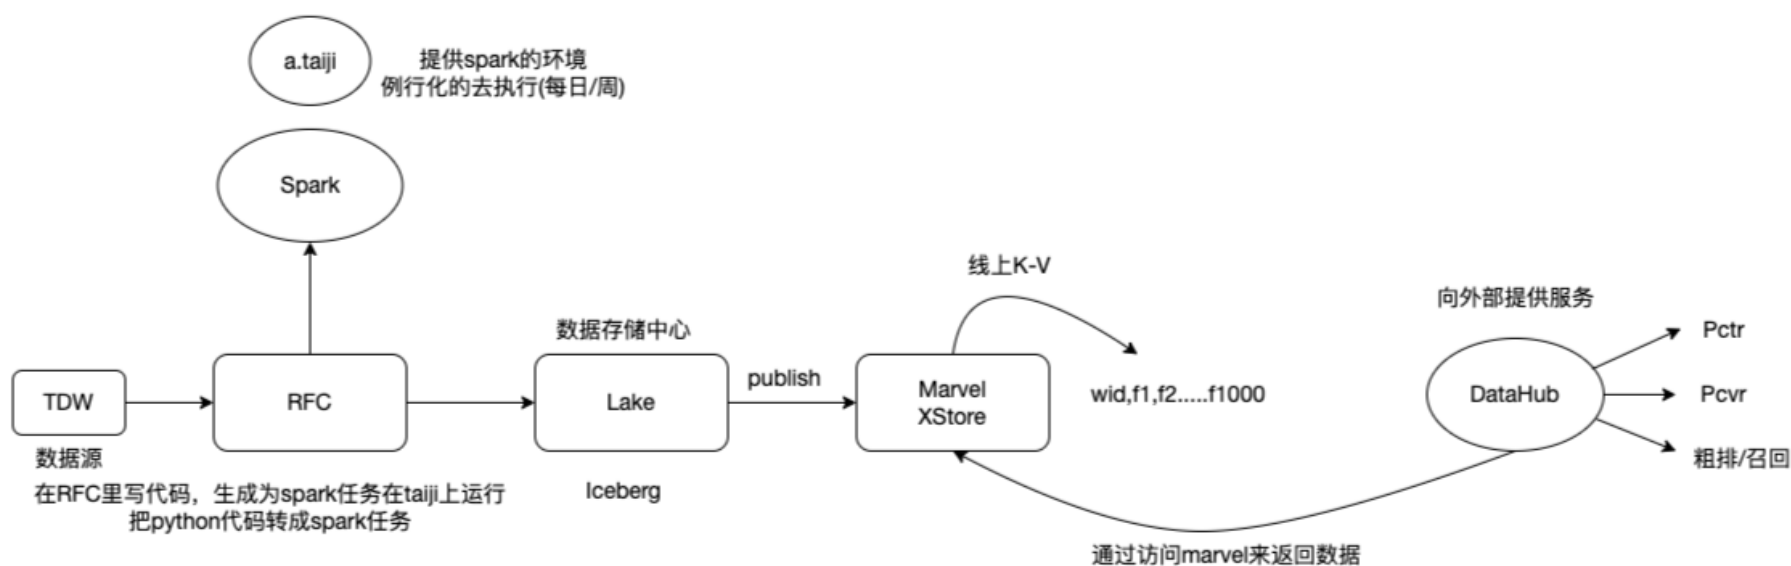 a.taiji
提供spark的环境
例行化的去执行(每日/周)
Spark
线上K-V
向外部提供服务
数据存储中心
Pctr
publish
TDW
RFC
Lake
Marvel
XStore
wid,f1,f2.....f1000
DataHub
Pcvr
数据源
粗排/召回
在RFC里写代码，生成为spark任务在taiji上运行
把python代码转成spark任务
Iceberg
通过访问marvel来返回数据